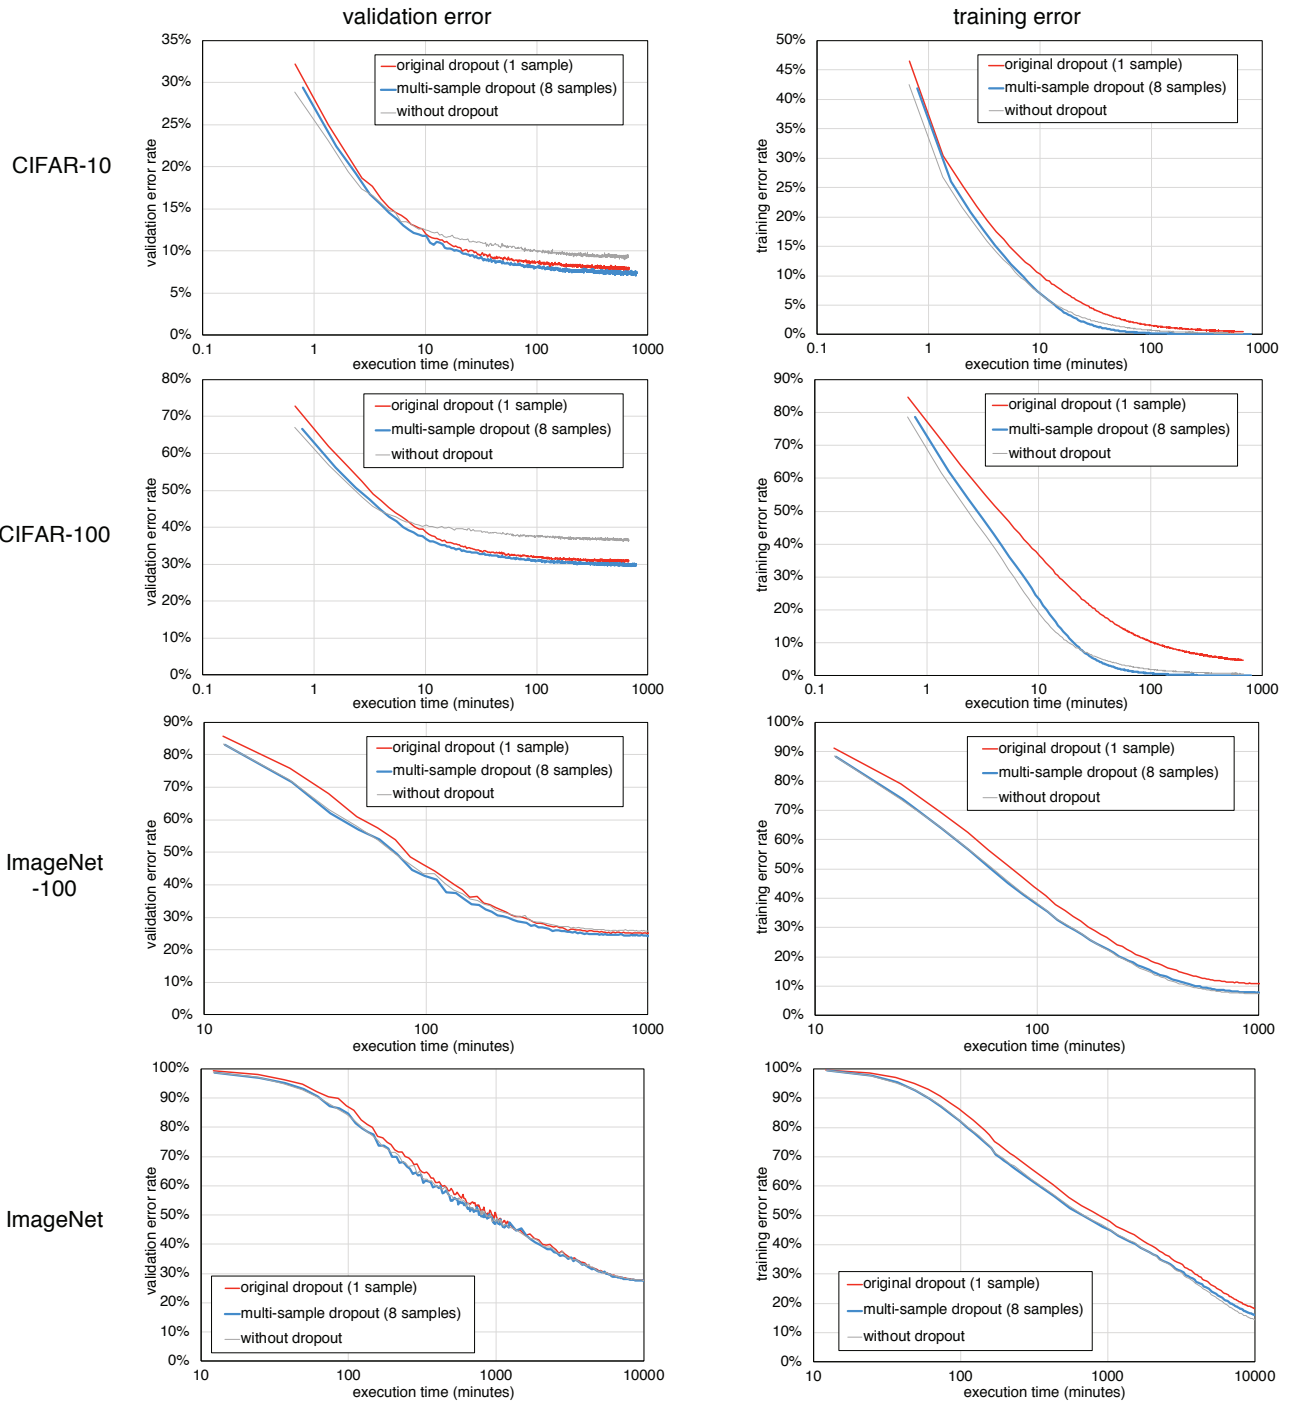 validation error
training error
CIFAR-10
35%
30%
25%
20%
15%
10%
5%
0%
validation error rate
original dropout (1 sample)
multi-sample dropout (8 samples)
without dropout
0.1
1
10
100
1000
execution time (minutes)
50%
45%
40%
35%
30%
25%
20%
15%
10%
5%
0%
training error rate
original dropout (1 sample)
multi-sample dropout (8 samples)
without dropout
0.1
1
10
100
1000
execution time (minutes)
CIFAR-100
80%
70%
60%
50%
40%
30%
20%
10%
0%
validation error rate
original dropout (1 sample)
multi-sample dropout (8 samples)
without dropout
0.1
1
10
100
1000
execution time (minutes)
90%
80%
70%
60%
50%
40%
30%
20%
10%
0%
training error rate
original dropout (1 sample)
multi-sample dropout (8 samples)
without dropout
0.1
1
10
100
1000
execution time (minutes)
ImageNet
-100
90%
80%
70%
60%
50%
40%
30%
20%
10%
0%
validation error rate
original dropout (1 sample)
multi-sample dropout (8 samples)
without dropout
10
100
1000
execution time (minutes)
100%
90%
80%
70%
60%
50%
40%
30%
20%
10%
0%
training error rate
original dropout (1 sample)
multi-sample dropout (8 samples)
without dropout
10
100
1000
execution time (minutes)
ImageNet
100%
90%
80%
70%
60%
50%
40%
30%
20%
10%
0%
validation error rate
original dropout (1 sample)
multi-sample dropout (8 samples)
without dropout
10
100
1000
10000
execution time (minutes)
100%
90%
80%
70%
60%
50%
40%
30%
20%
10%
0%
training error rate
original dropout (1 sample)
multi-sample dropout (8 samples)
without dropout
10
100
1000
10000
execution time (minutes)